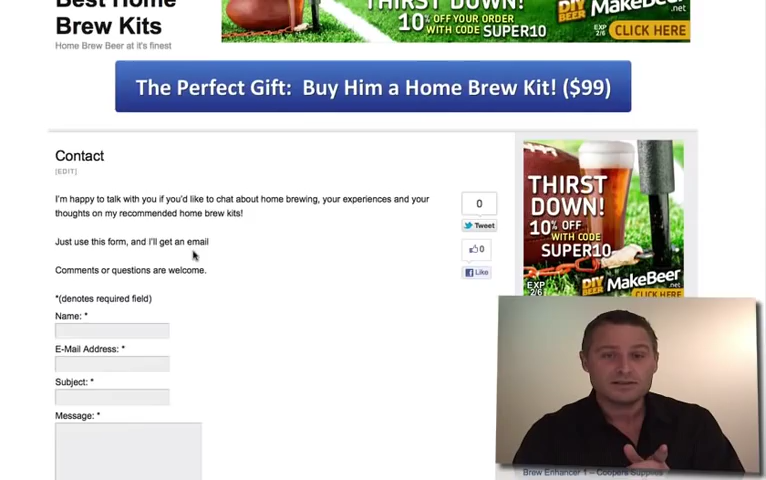 Best Home
Brew Kits
Home Brew Beer at it's finest
THIRST DOWN!
10% OFF YOUR ORDER
WITH CODE SUPER10
DIY
BEER
MakeBeer
.net
EXP
2/6
CLICK HERE
The Perfect Gift: Buy Him a Home Brew Kit! ($99)
Contact
[EDIT]
I'm happy to talk with you if you'd like to chat about home brewing, your experiences and your
thoughts on my recommended home brew kits!
Just use this form, and I'll get an email
Comments or questions are welcome.
*(denotes required field)
Name: *
E-Mail Address: *
Subject: *
Message: *
0
Tweet
0
Like
THIRST
DOWN!
10% OFF
WITH CODE
SUPER10
EXP
2/6
DIY
BEER
MakeBeer
.net
CLICK HERE
Brew Enhancer 1 – Coopers Supplies